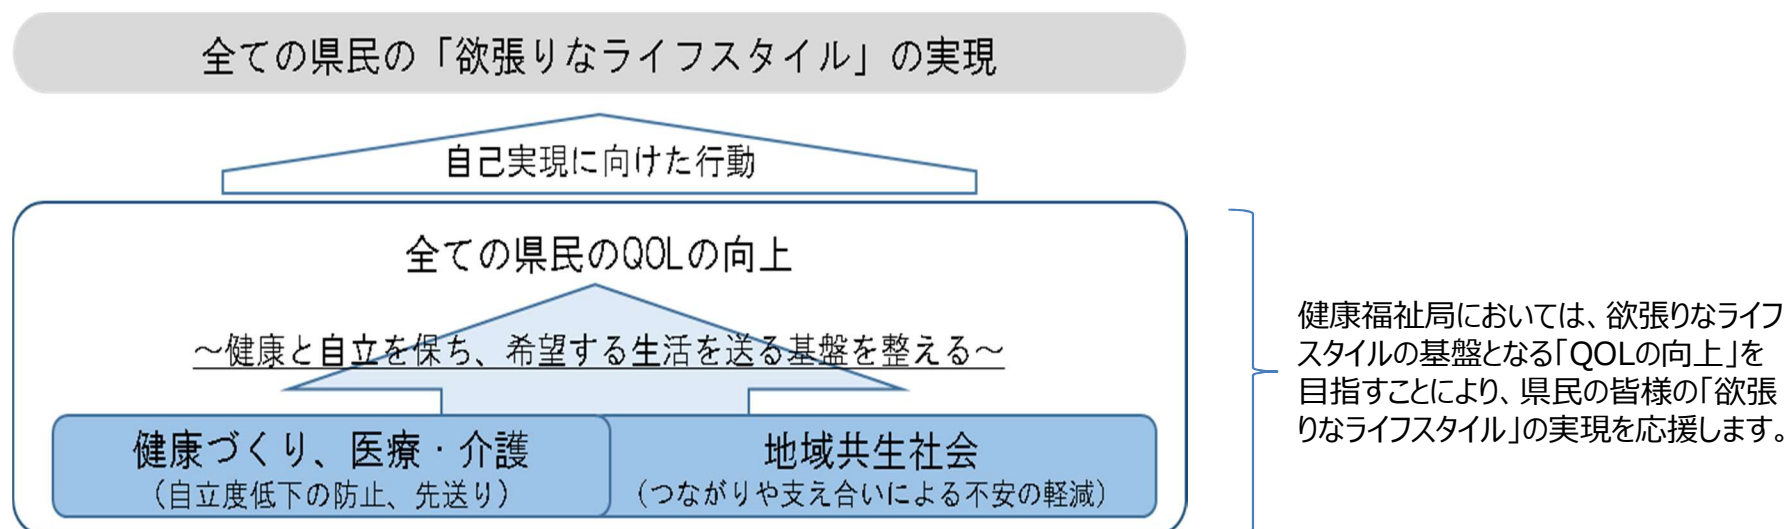 全ての県民の「欲張りなライフスタイル」の実現
自己実現に向けた行動
全ての県民のQOLの向上
～健康と自立を保ち、希望する生活を送る基盤を整える～
健康づくり、医療・介護
（自立度低下の防止、先送り）
地域共生社会
（つながりや支え合いによる不安の軽減）
健康福祉局においては、欲張りなライフ
スタイルの基盤となる「QOLの向上」を
目指すことにより、県民の皆様の「欲張
りなライフスタイル」の実現を応援します。